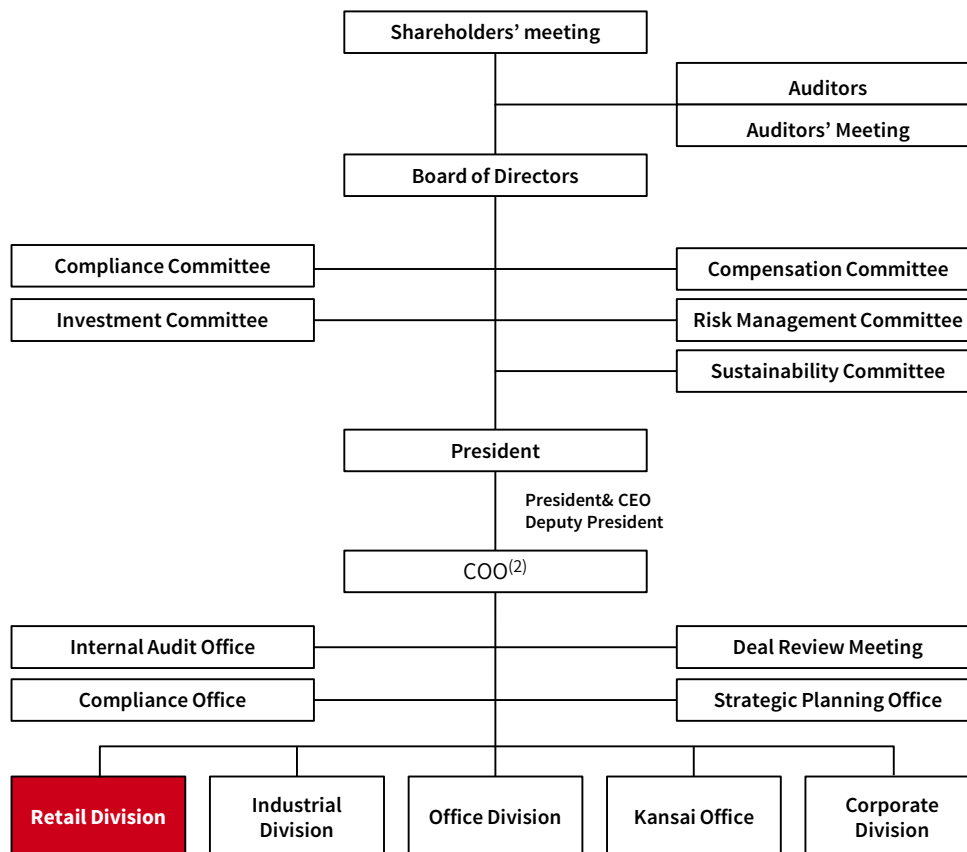 Shareholders’ meeting
Auditors
Auditors’ Meeting
Board of Directors
Compliance Committee
Compensation Committee
Investment Committee
Risk Management Committee
Sustainability Committee
President
President& CEO
Deputy President
COO(2)
Internal Audit Office
Deal Review Meeting
Compliance Office
Strategic Planning Office
Retail Division
Industrial
Division
Office Division
Kansai Office
Corporate
Division